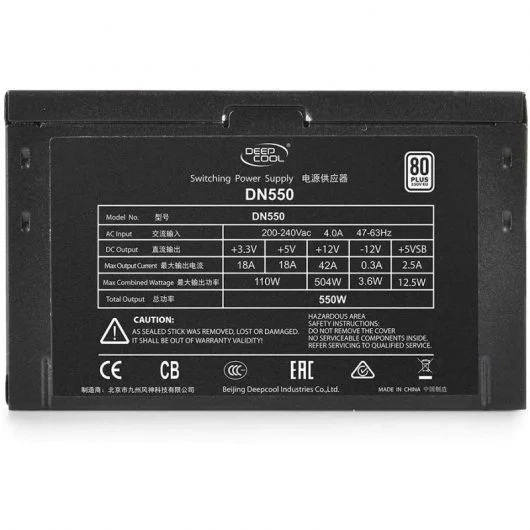 DEEP
COOL
Switching Power Supply 电源供应器
DN550
80
PLUS
230V EU
Model No. 型号 DN550
AC Input 交流输入 200-240Vac 4.0A 47-63Hz
DC Output 直流输出 +3.3V +5V +12V -12V +5VSB
Max Output Current 最大输出电流 18A 18A 42A 0.3A 2.5A
Max Combined Wattage 最大输出功率 110W 504W 3.6W 12.5W
Total Output 总功率 550W
CAUTION:
AS SEALED STICK WAS REMOVED, LOST OR DAMAGED.
IT SHALL BE OUT OF WARRANTY VALIDITY!
HAZARDOUS AREA
SAFETY INSTRUCTIONS:
DO NOT REMOVE THE COVER
NO SERVICEABLE COMPONENTS INSIDE.
REFER SERVICING TO QUALIFIED SERVICE.
CE CB CCC EAC
制造商：北京市九州风神科技有限公司 Beijing Deepcool Industries Co., Ltd. MADE IN CHINA 中国制造